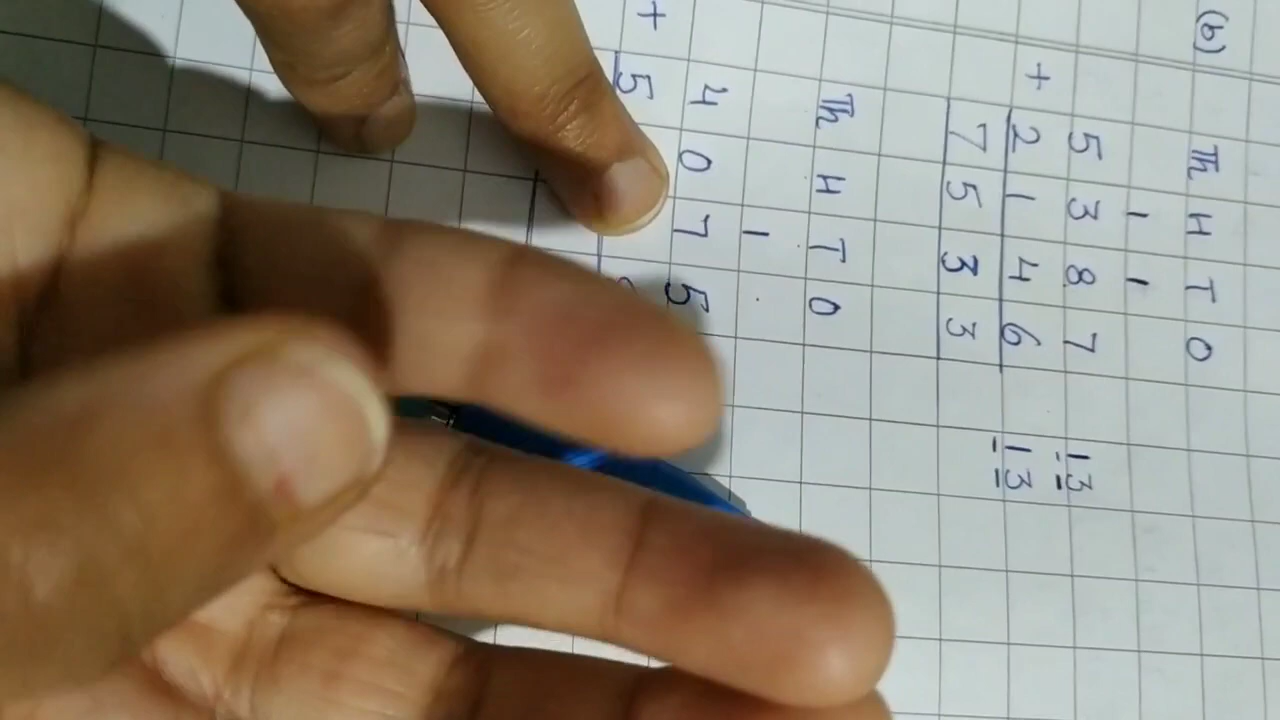 (b)
Th H T O
1 1
5 3 8 7
13
+ 2 1 4 6
13
7 5 3 3
Th H T O
1
4 0 7 5
+ 5